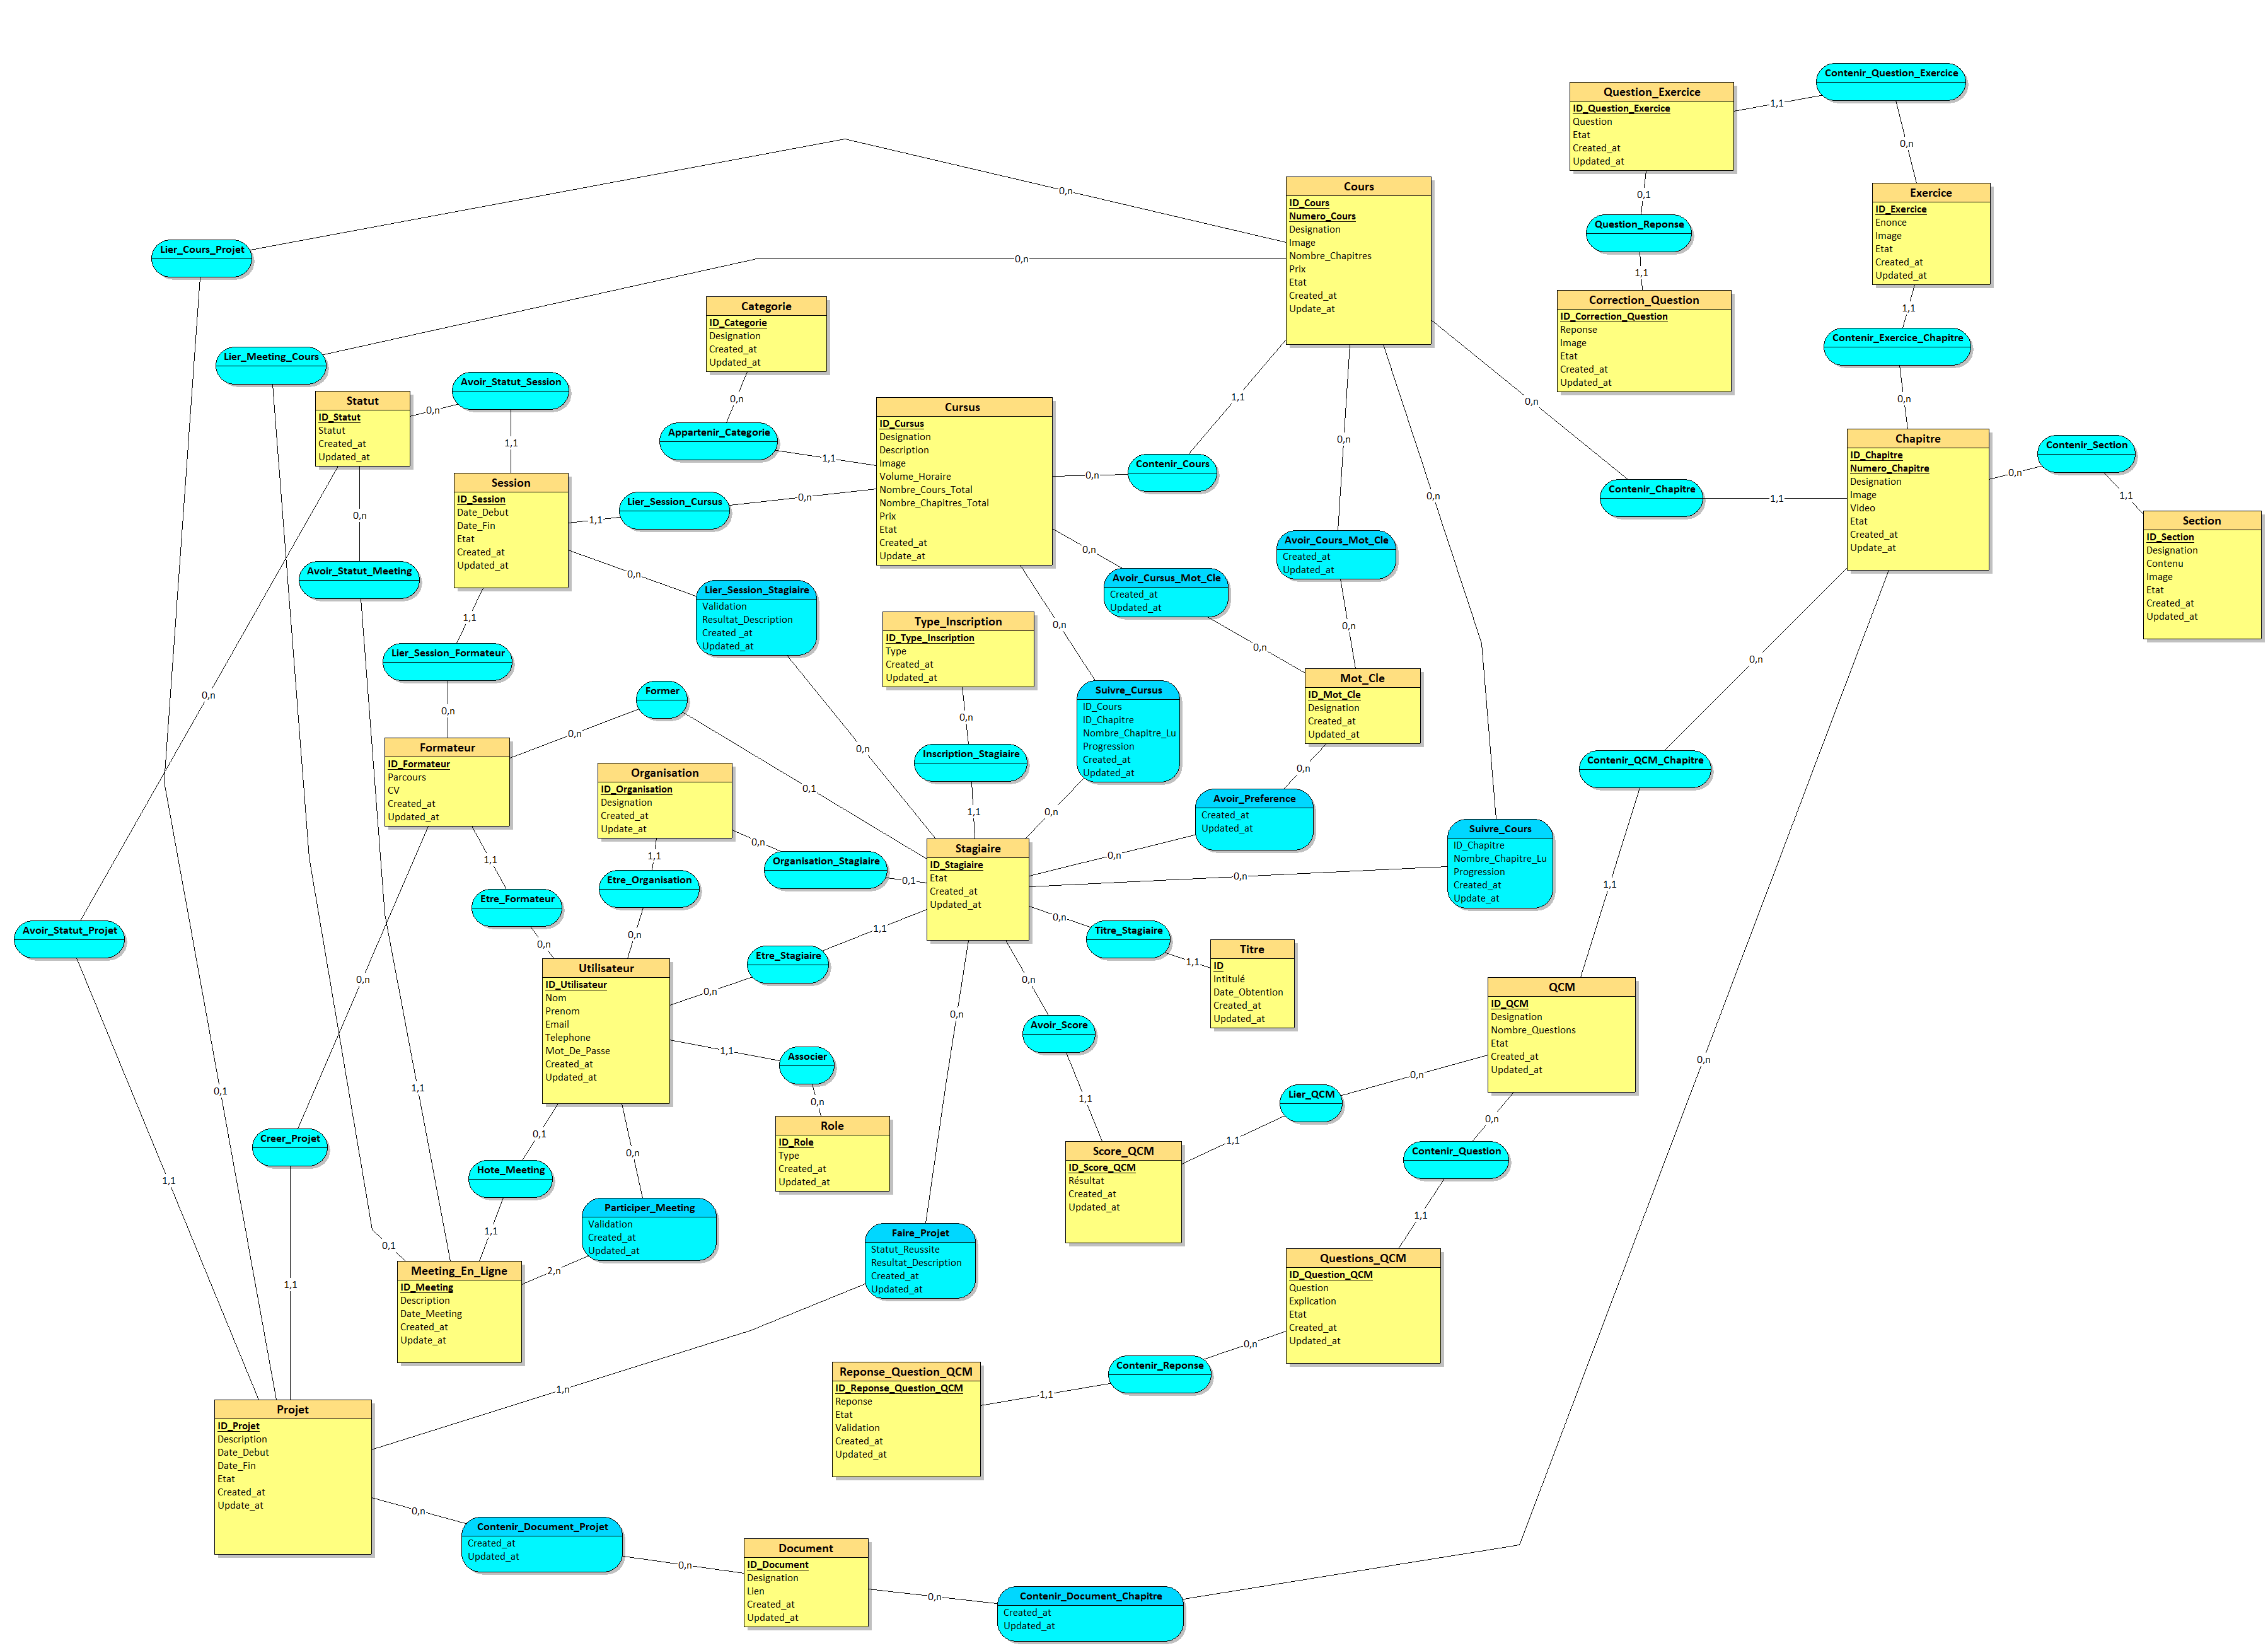 Contenir_Question_Exercice
Question_Exercice
ID_Question_Exercice
Question
Etat
Created_at
Updated_at
1,1
0,n
0,n
Cours
ID_Cours
Numero_Cours
Designation
Image
Nombre_Chapitres
Prix
Etat
Created_at
Update_at
Exercice
ID_Exercice
Enonce
Image
Etat
Created_at
Updated_at
0,1
Question_Reponse
Lier_Cours_Projet
0,n
1,1
Correction_Question
ID_Correction_Question
Reponse
Image
Etat
Created_at
Updated_at
Categorie
ID_Categorie
Designation
Created_at
Updated_at
1,1
Contenir_Exercice_Chapitre
Lier_Meeting_Cours
Avoir_Statut_Session
Statut
ID_Statut
Statut
Created_at
Updated_at
0,n
0,n
1,1
0,n
0,n
Cursus
ID_Cursus
Designation
Description
Image
Volume_Horaire
Nombre_Cours_Total
Nombre_Chapitres_Total
Prix
Etat
Created_at
Update_at
Appartenir_Categorie
1,1
1,1
0,n
Chapitre
ID_Chapitre
Numero_Chapitre
Designation
Image
Video
Etat
Created_at
Update_at
Contenir_Section
0,n
1,1
Contenir_Cours
0,n
Session
ID_Session
Date_Debut
Date_Fin
Etat
Created_at
Updated_at
Lier_Session_Cursus
1,1
0,n
0,n
Contenir_Chapitre
1,1
0,n
Section
ID_Section
Designation
Contenu
Image
Etat
Created_at
Updated_at
Avoir_Cours_Mot_Cle
Created_at
Updated_at
0,n
Avoir_Statut_Meeting
0,n
Lier_Session_Stagiaire
Validation
Resultat_Description
Created _at
Updated_at
Avoir_Cursus_Mot_Cle
Created_at
Updated_at
1,1
Type_Inscription
ID_Type_Inscription
Type
Created_at
Updated_at
0,n
0,n
0,n
Lier_Session_Formateur
0,n
Mot_Cle
ID_Mot_Cle
Designation
Created_at
Updated_at
0,n
0,n
Former
Suivre_Cursus
ID_Cours
ID_Chapitre
Nombre_Chapitre_Lu
Progression
Created_at
Updated_at
0,n
0,n
0,n
Formateur
ID_Formateur
Parcours
CV
Created_at
Updated_at
0,n
Inscription_Stagiaire
Contenir_QCM_Chapitre
Organisation
ID_Organisation
Designation
Created_at
Update_at
0,n
0,1
Avoir_Preference
Created_at
Updated_at
1,1
0,n
Suivre_Cours
ID_Chapitre
Nombre_Chapitre_Lu
Progression
Created_at
Update_at
Stagiaire
ID_Stagiaire
Etat
Created_at
Updated_at
0,n
1,1
1,1
0,n
Organisation_Stagiaire
0,1
0,n
0,n
1,1
Etre_Organisation
Etre_Formateur
Avoir_Statut_Projet
0,n
0,n
1,1
0,n
Titre_Stagiaire
Etre_Stagiaire
Titre
ID
Intitulé
Date_Obtention
Created_at
Updated_at
1,1
Utilisateur
ID_Utilisateur
Nom
Prenom
Email
Telephone
Mot_De_Passe
Created_at
Updated_at
0,n
0,n
0,n
QCM
ID_QCM
Designation
Nombre_Questions
Etat
Created_at
Updated_at
0,n
Avoir_Score
1,1
Associer
0,n
0,n
0,n
1,1
0,1
1,1
Lier_QCM
0,n
Role
ID_Role
Type
Created_at
Updated_at
0,n
Creer_Projet
0,1
1,1
Score_QCM
ID_Score_QCM
Résultat
Created_at
Updated_at
Contenir_Question
0,n
1,1
Hote_Meeting
Participer_Meeting
Validation
Created_at
Updated_at
1,1
Faire_Projet
Statut_Reussite
Resultat_Description
Created_at
Updated_at
1,1
0,1
1,1
Meeting_En_Ligne
ID_Meeting
Description
Date_Meeting
Created_at
Update_at
2,n
1,1
Questions_QCM
ID_Question_QCM
Question
Explication
Etat
Created_at
Updated_at
0,n
Contenir_Reponse
Reponse_Question_QCM
ID_Reponse_Question_QCM
Reponse
Etat
Validation
Created_at
Updated_at
1,1
1,n
Projet
ID_Projet
Description
Date_Debut
Date_Fin
Etat
Created_at
Update_at
0,n
Contenir_Document_Projet
Created_at
Updated_at
0,n
Document
ID_Document
Designation
Lien
Created_at
Updated_at
0,n
Contenir_Document_Chapitre
Created_at
Updated_at